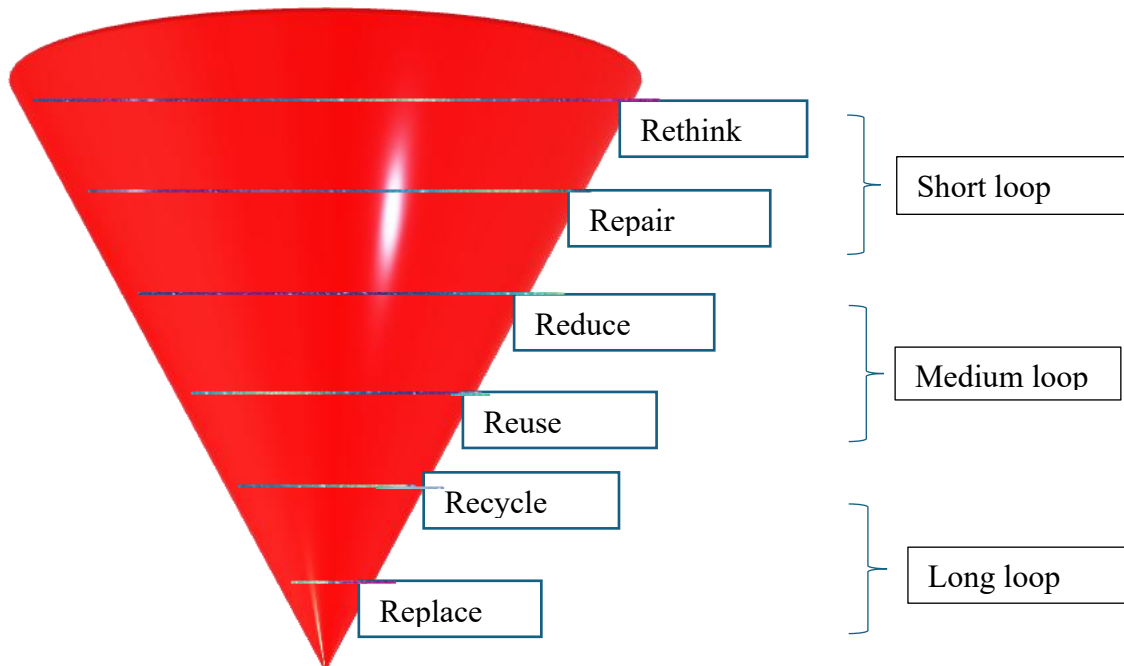 Rethink
Short loop
Repair
Reduce
Medium loop
Reuse
Recycle
Long loop
Replace